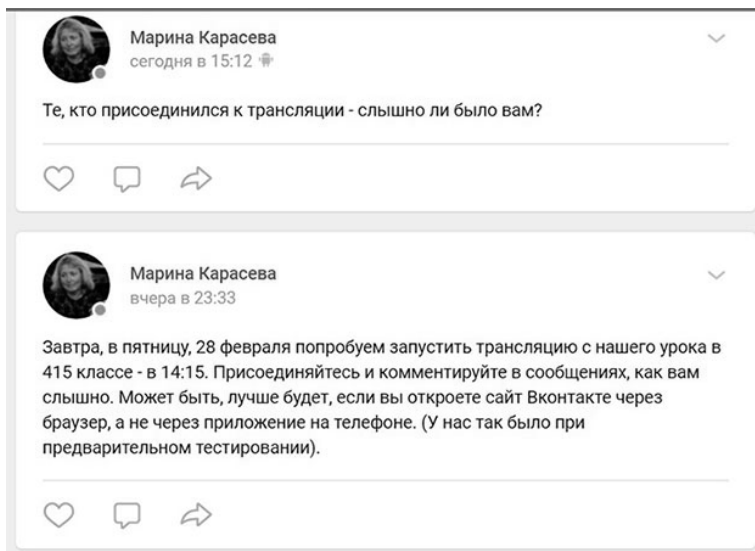 Марина Карасева
сегодня в 15:12
Те, кто присоединился к трансляции - слышно ли было вам?
Марина Карасева
вчера в 23:33
Завтра, в пятницу, 28 февраля попробуем запустить трансляцию с нашего урока в
415 классе - в 14:15. Присоединяйтесь и комментируйте в сообщениях, как вам
слышно. Может быть, лучше будет, если вы откроете сайт Вконтакте через
браузер, а не через приложение на телефоне. (У нас так было при
предварительном тестировании).